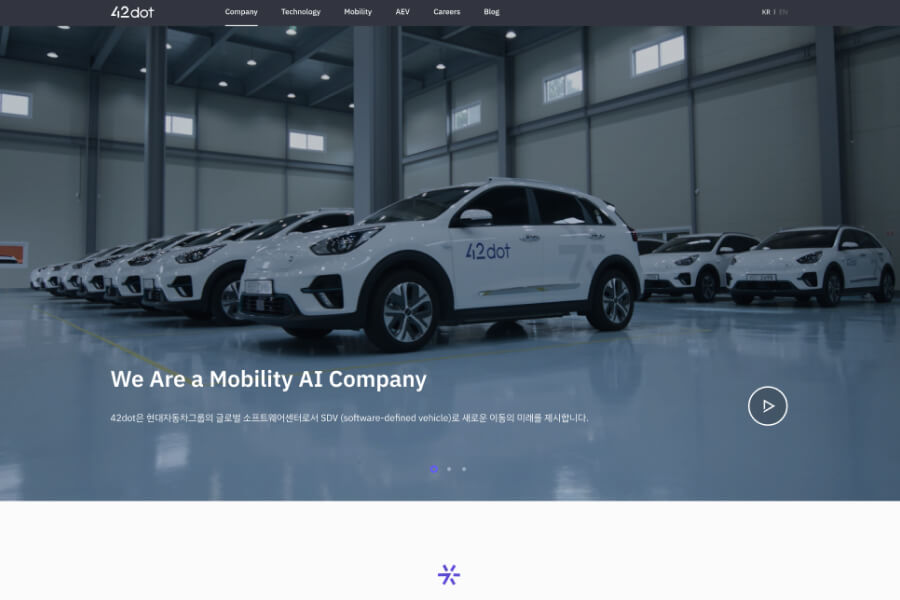 42dot
Company Technology Mobility AEV Careers Blog
KR | EN
42dot
We Are a Mobility AI Company
42dot은 현대자동차그룹의 글로벌 소프트웨어센터로서 SDV (software-defined vehicle)로 새로운 이동의 미래를 제시합니다.